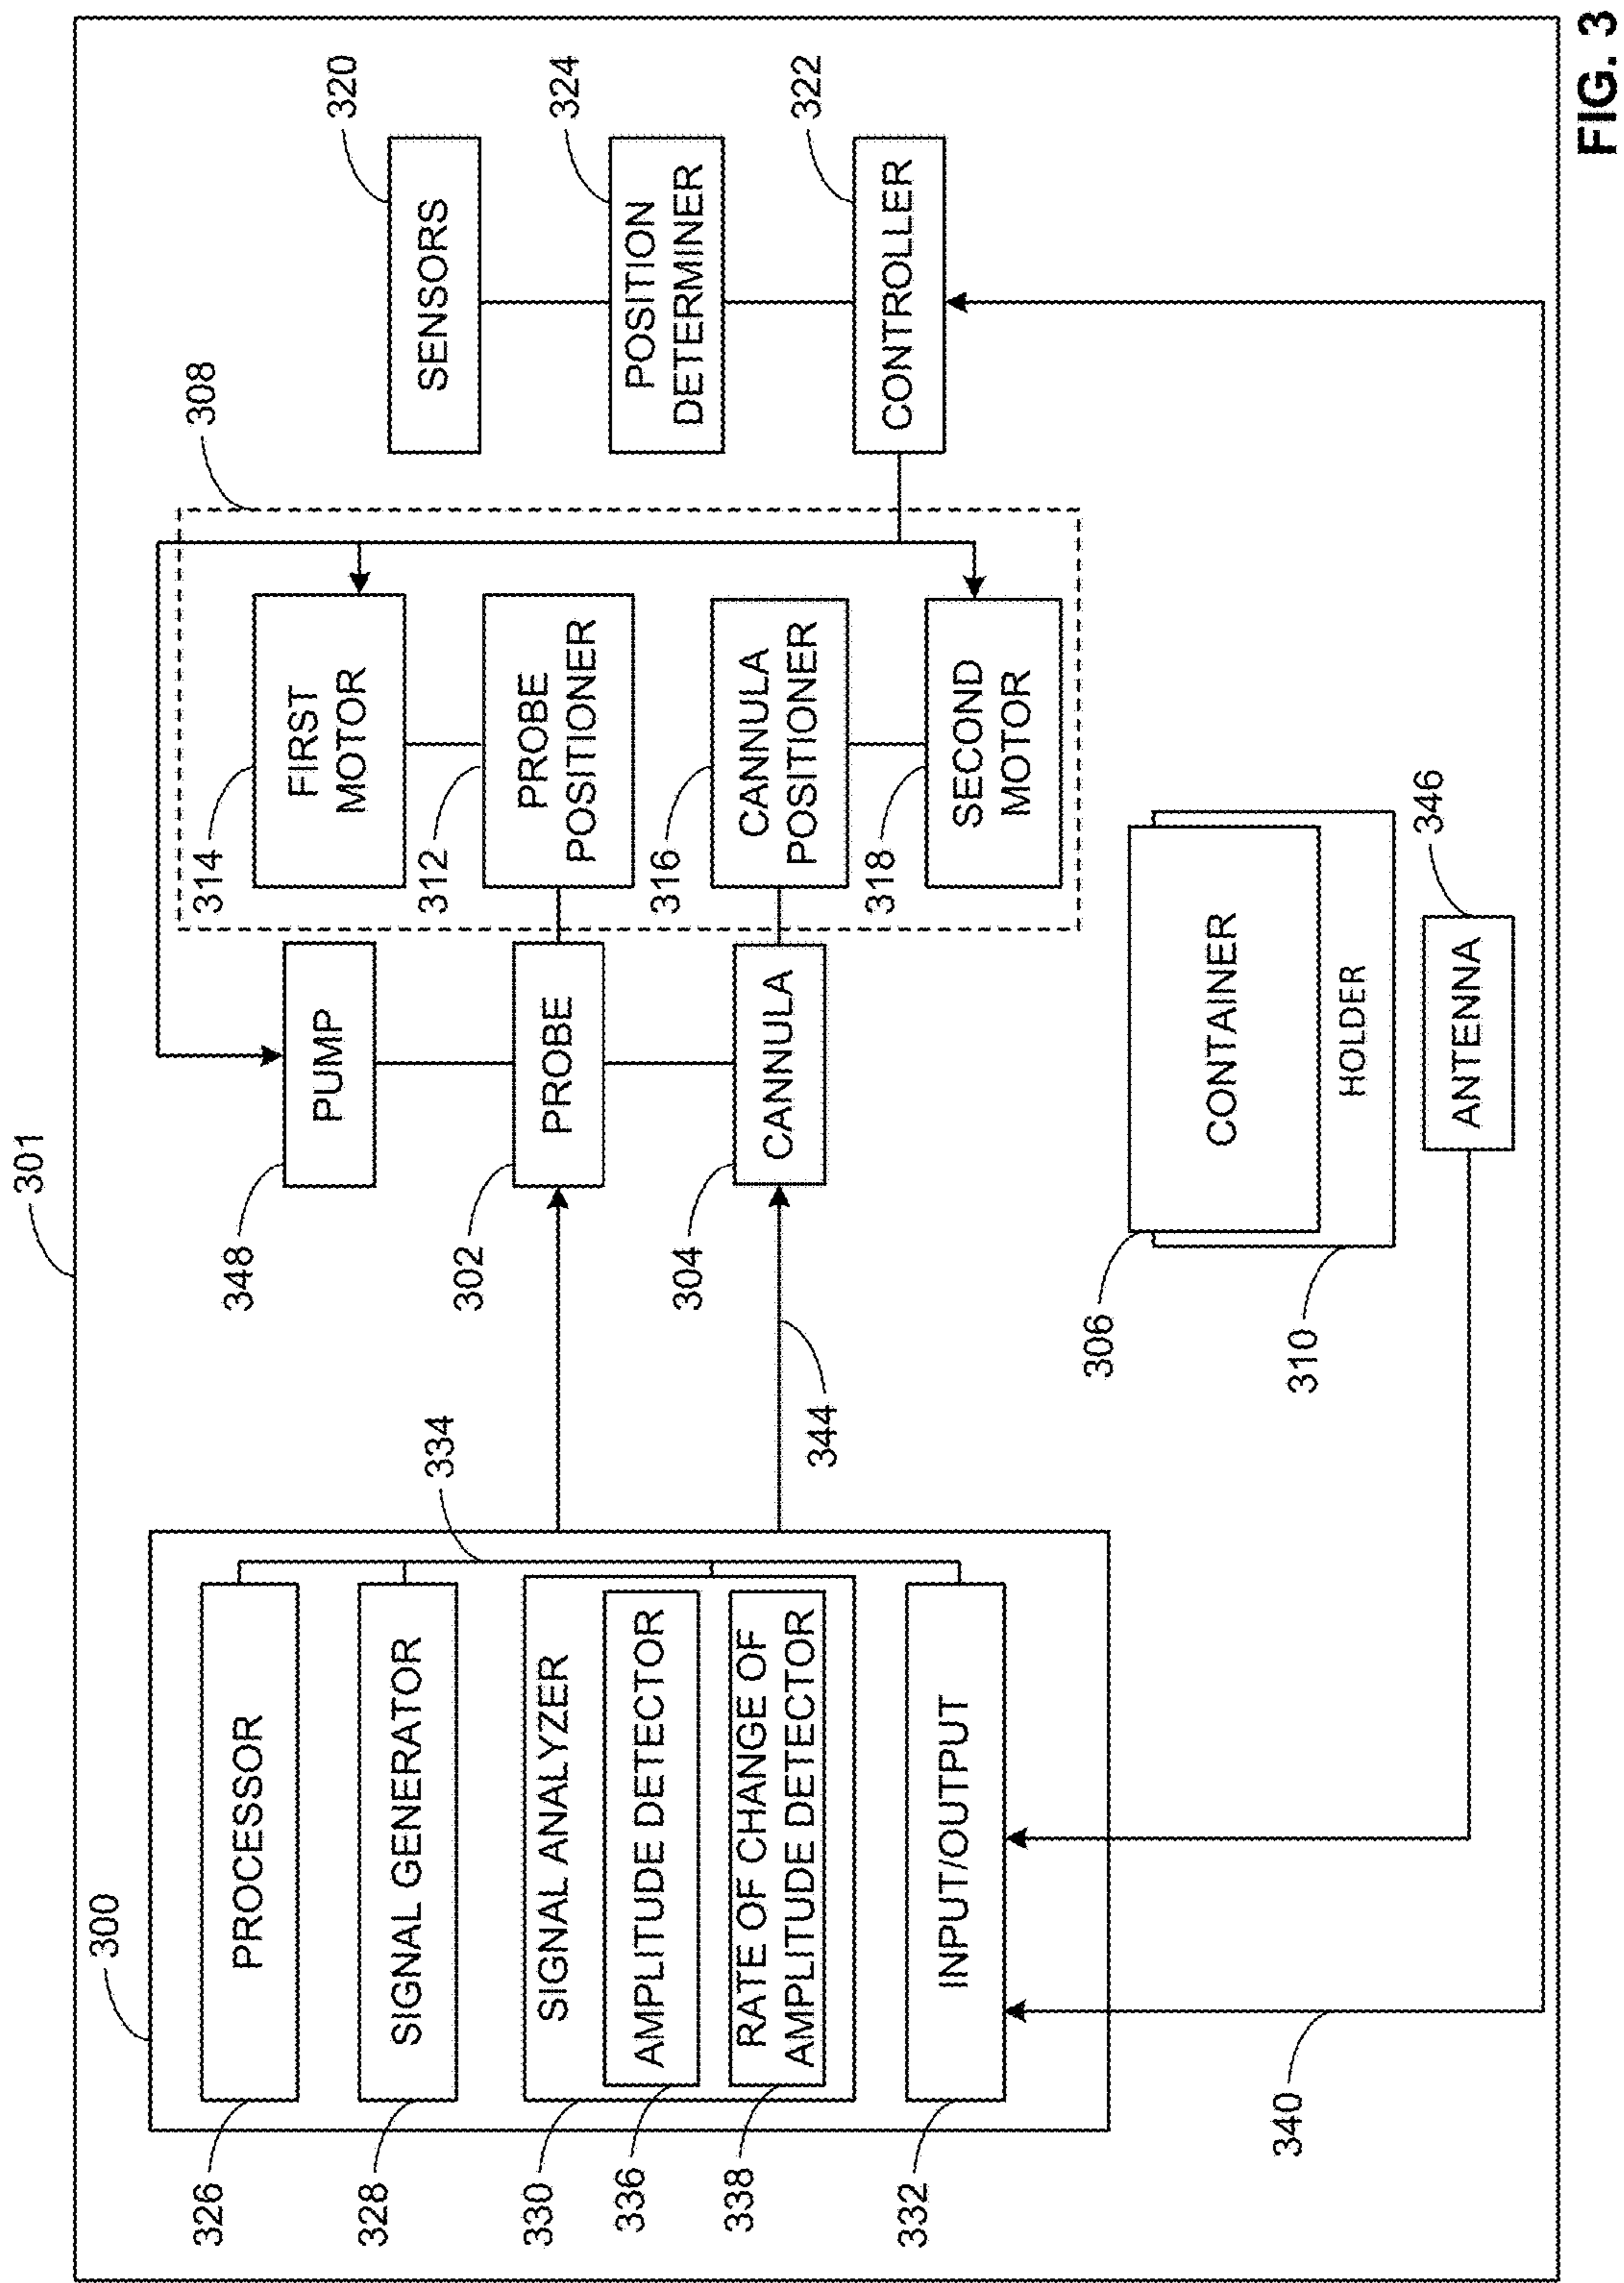 301
300
326
PROCESSOR
328
SIGNAL GENERATOR
330
SIGNAL ANALYZER
336
AMPLITUDE DETECTOR
338
RATE OF CHANGE OF
AMPLITUDE DETECTOR
332
INPUT/OUTPUT
334
340
344
348
PUMP
302
PROBE
304
CANNULA
308
314
FIRST
MOTOR
312
PROBE
POSITIONER
316
CANNULA
POSITIONER
318
SECOND
MOTOR
320
SENSORS
324
POSITION
DETERMINER
322
CONTROLLER
306
CONTAINER
310
HOLDER
346
ANTENNA
FIG. 3